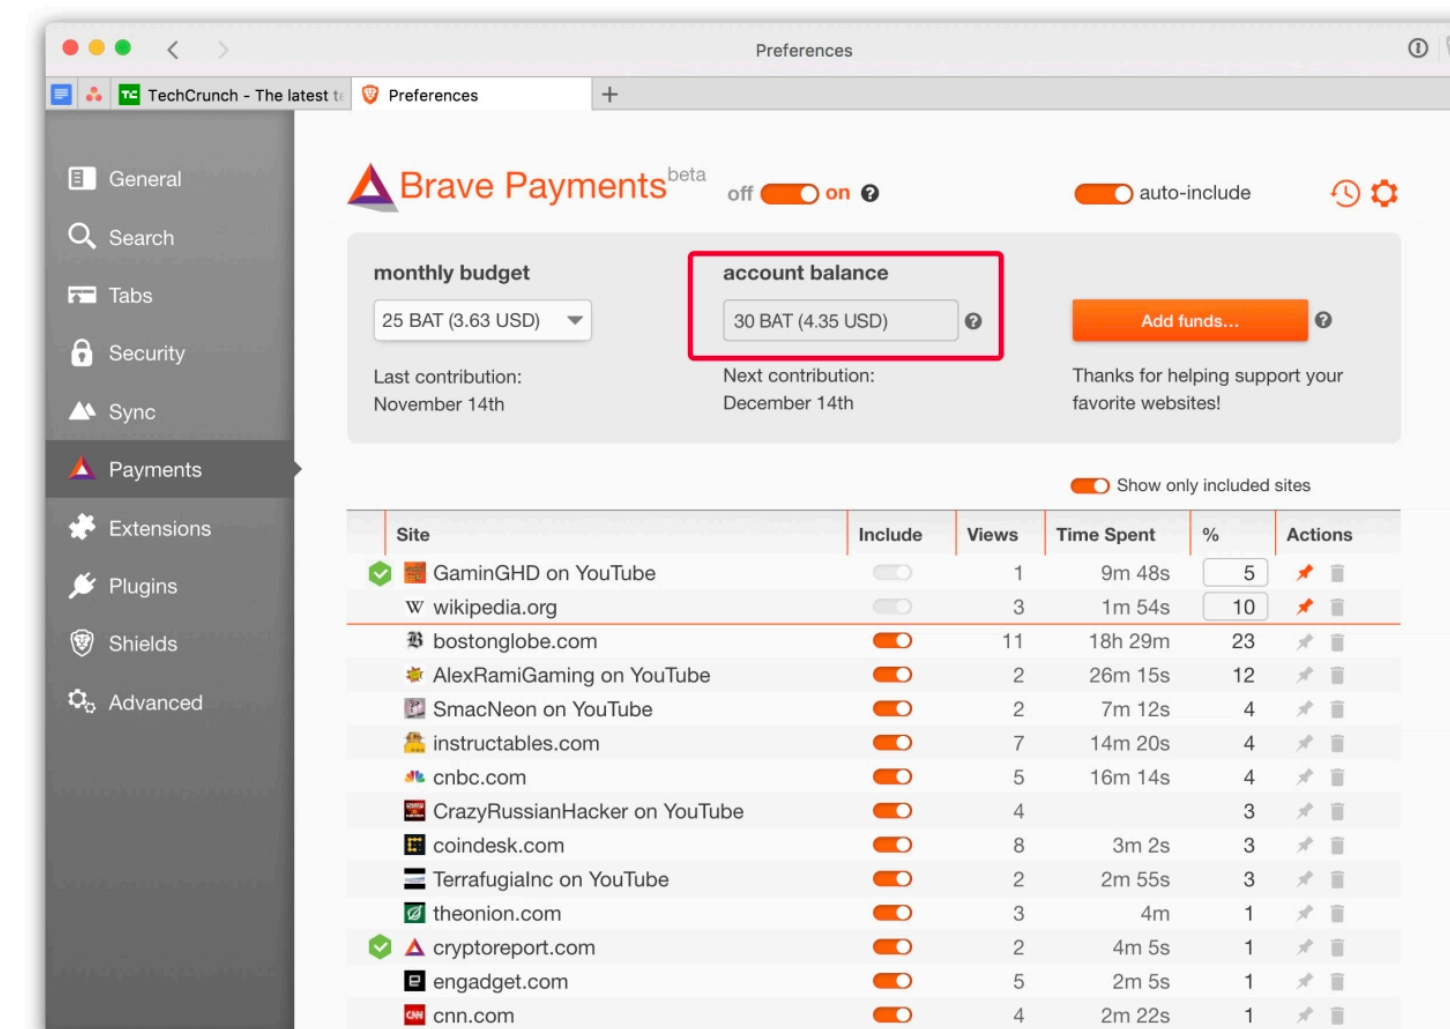 Preferences
TechCrunch - The latest te
Preferences
General
Search
Tabs
Security
Sync
Payments
Extensions
Plugins
Shields
Advanced
Brave Payments beta off on ? auto-include
monthly budget
25 BAT (3.63 USD)
Last contribution:
November 14th
account balance
30 BAT (4.35 USD) ?
Next contribution:
December 14th
Add funds... ?
Thanks for helping support your
favorite websites!
Show only included sites
Site Include Views Time Spent % Actions
GaminGHD on YouTube 1 9m 48s 5
W wikipedia.org 3 1m 54s 10
bostonglobe.com 11 18h 29m 23
AlexRamiGaming on YouTube 2 26m 15s 12
SmacNeon on YouTube 2 7m 12s 4
instructables.com 7 14m 20s 4
cnbc.com 5 16m 14s 4
CrazyRussianHacker on YouTube 4 3
coindesk.com 8 3m 2s 3
TerrafugiaInc on YouTube 2 2m 55s 3
theonion.com 3 4m 1
cryptoreport.com 2 4m 5s 1
engadget.com 5 2m 5s 1
CNN cnn.com 4 2m 22s 1